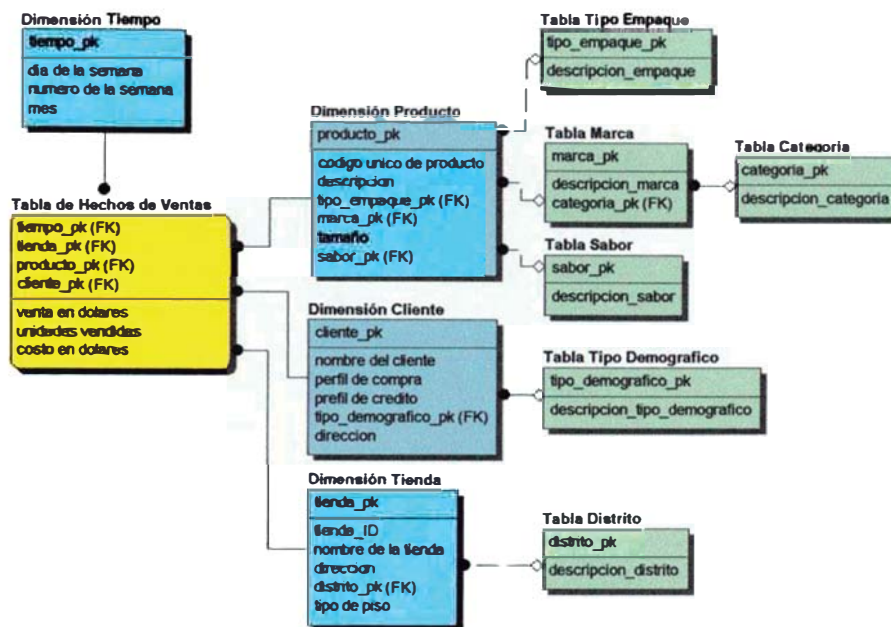 Dimensión Tiempo
tiempo_pk
dia de la semana
numero de la semana
mes
Tabla de Hechos de Ventas
tiempo_pk (FK)
tienda_pk (FK)
producto_pk (FK)
cliente_pk (FK)
venta en dolares
unidades vendidas
costo en dolares
Dimensión Producto
producto_pk
codigo unico de producto
descripcion
tipo_empaque_pk (FK)
marca_pk (FK)
tamaño
sabor_pk (FK)
Dimensión Cliente
cliente_pk
nombre del cliente
perfil de compra
prefil de credito
tipo_demografico_pk (FK)
direccion
Dimensión Tienda
tienda_pk
tienda_ID
nombre de la tienda
direccion
distrito_pk (FK)
tipo de piso
Tabla Tipo Empaque
tipo_empaque_pk
descripcion_empaque
Tabla Marca
marca_pk
descripcion_marca
categoria_pk (FK)
Tabla Categoria
categoria_pk
descripcion_categoria
Tabla Sabor
sabor_pk
descripcion_sabor
Tabla Tipo Demografico
tipo_demografico_pk
descripcion_tipo_demografico
Tabla Distrito
distrito_pk
descripcion_distrito